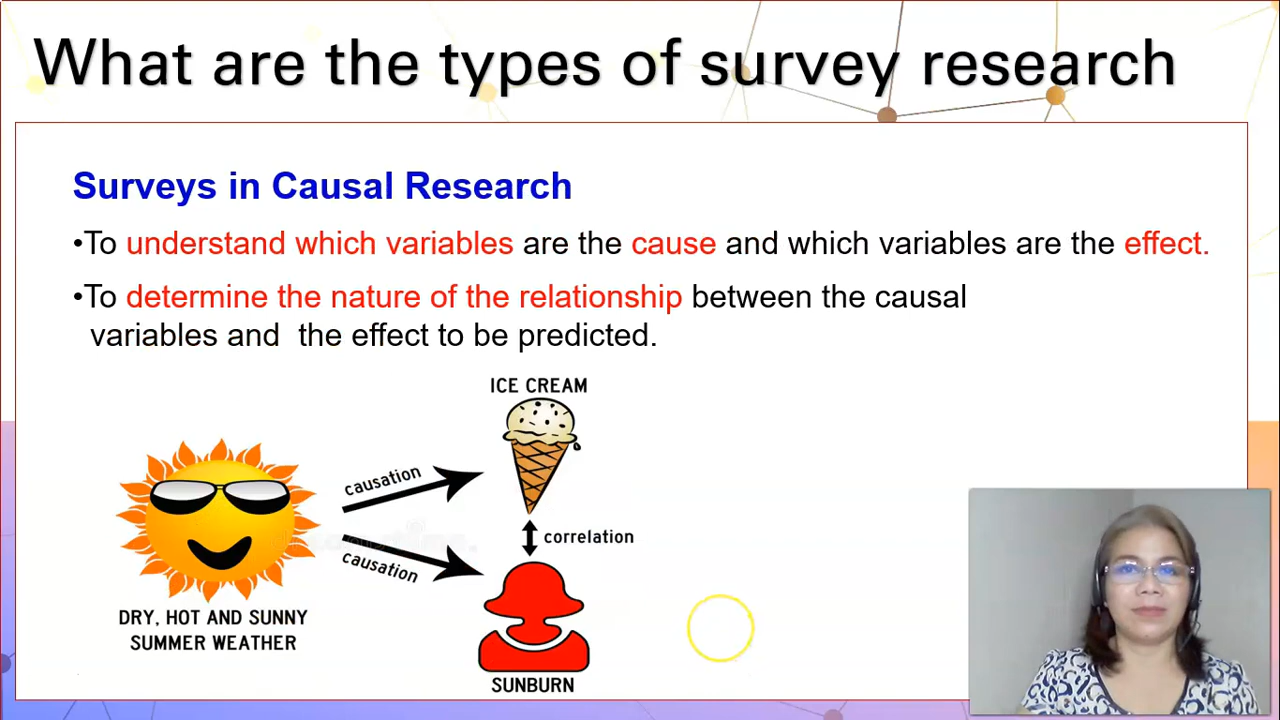 What are the types of survey research
Surveys in Causal Research
•To understand which variables are the cause and which variables are the effect.
•To determine the nature of the relationship between the causal
variables and the effect to be predicted.
ICE CREAM
causation
correlation
causation
DRY, HOT AND SUNNY
SUMMER WEATHER
SUNBURN